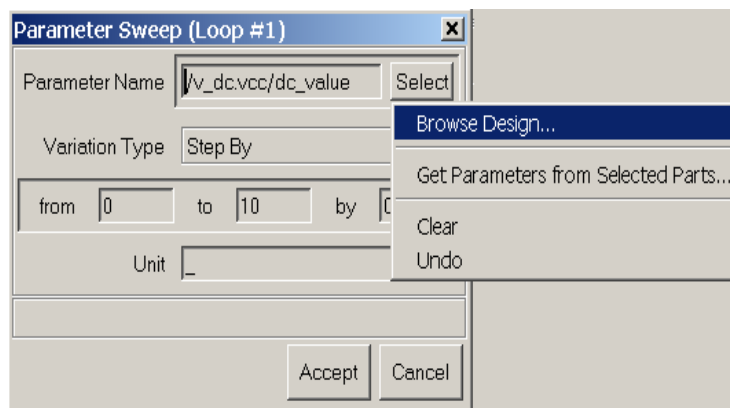 Parameter Sweep (Loop #1)
Parameter Name /v_dc.vcc/dc_value Select
Browse Design...
Variation Type Step By
Get Parameters from Selected Parts...
from 0 to 10 by
Clear
Undo
Unit _
Accept Cancel